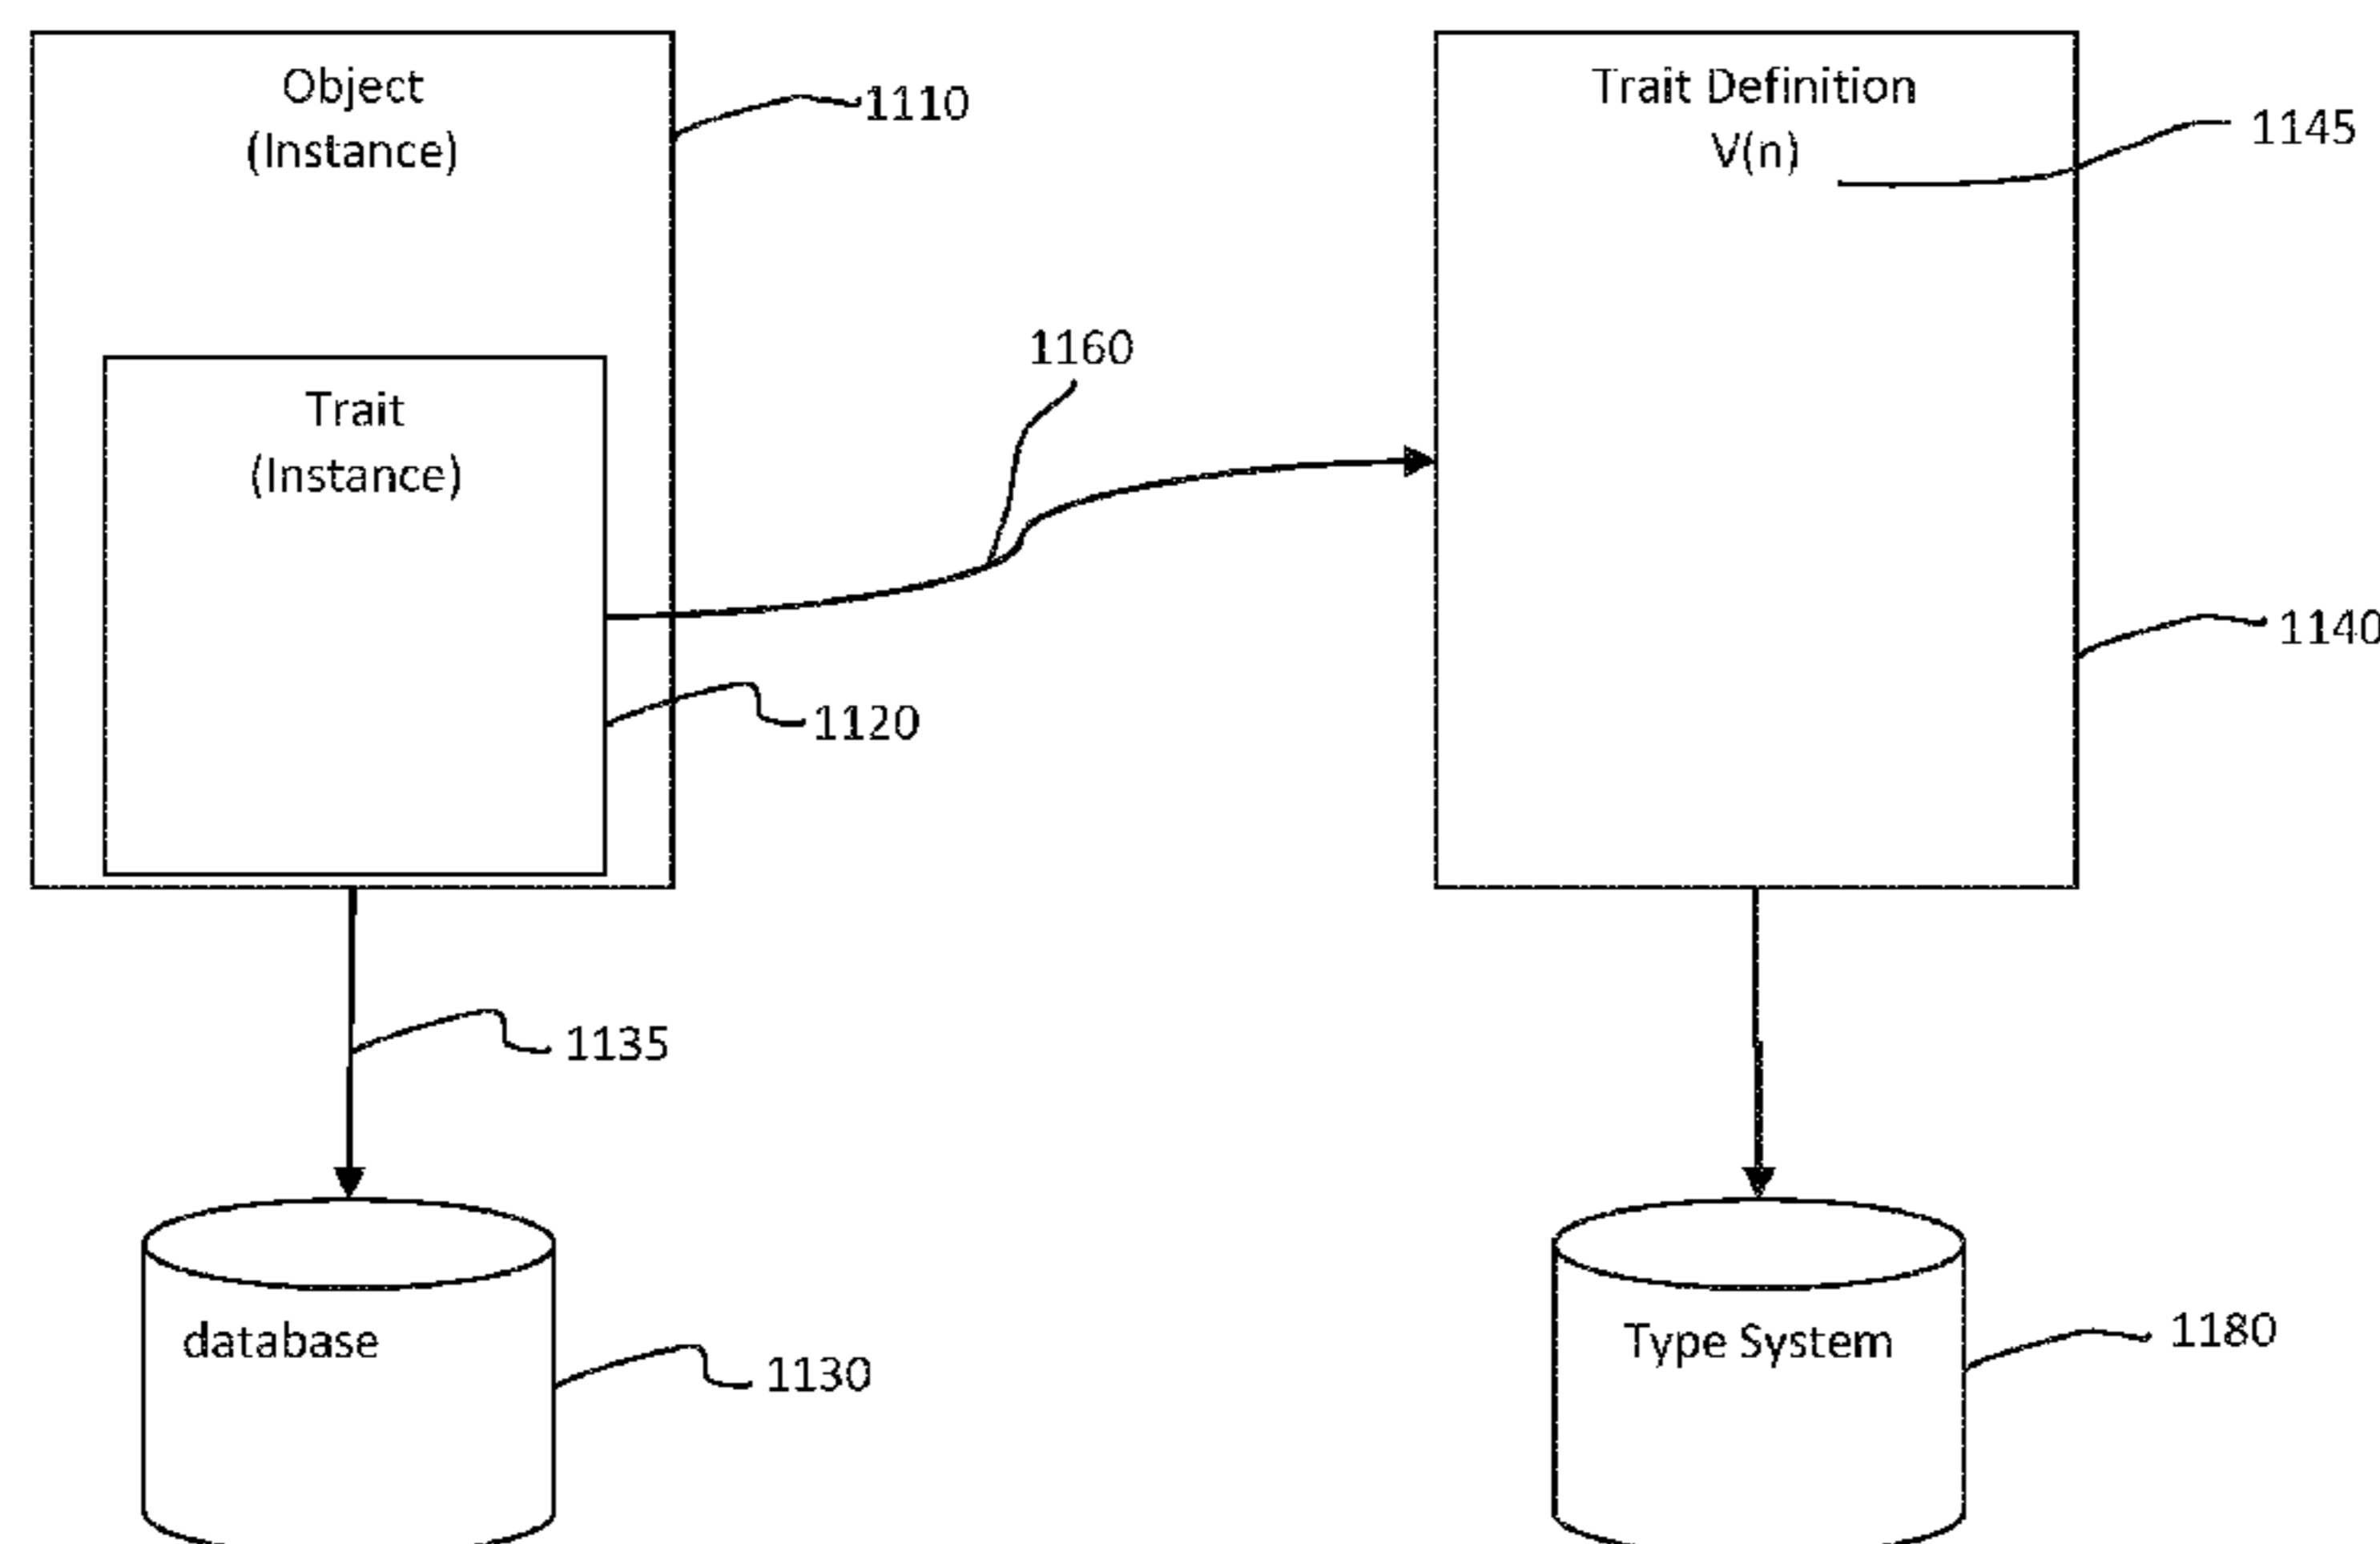 Object
(Instance)
1110
Trait Definition
V(n)
1145
1160
Trait
(Instance)
1140
1120
1135
database
1130
Type System
1180